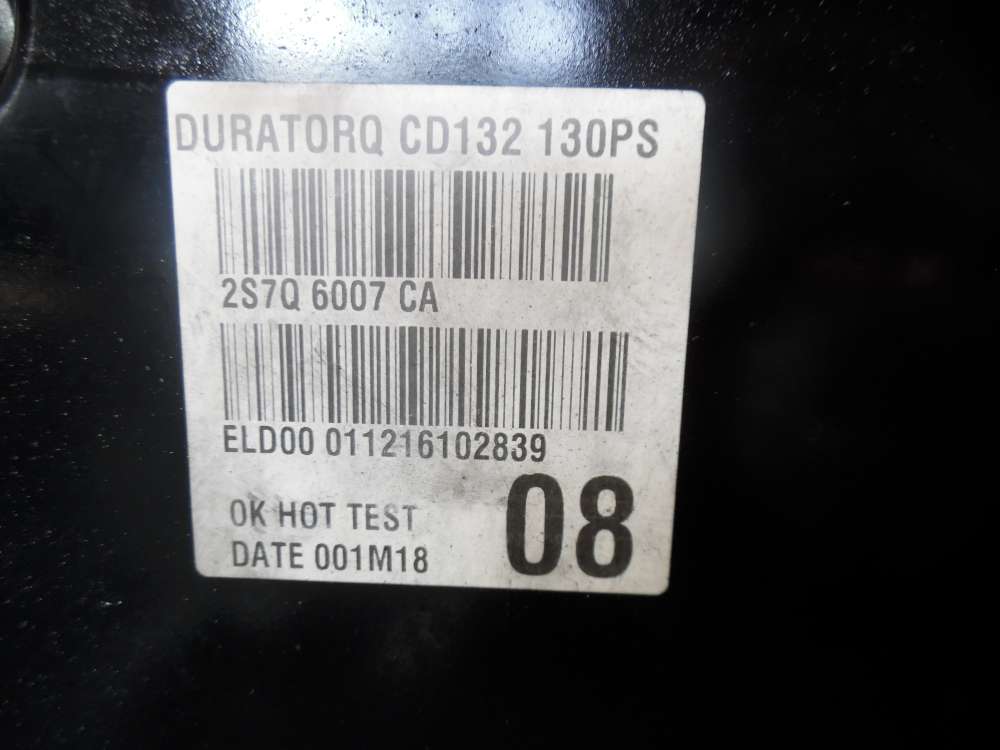 DURATORQ CD132 130PS
2S7Q 6007 CA
ELD00 011216102839
OK HOT TEST
DATE 001M18
08